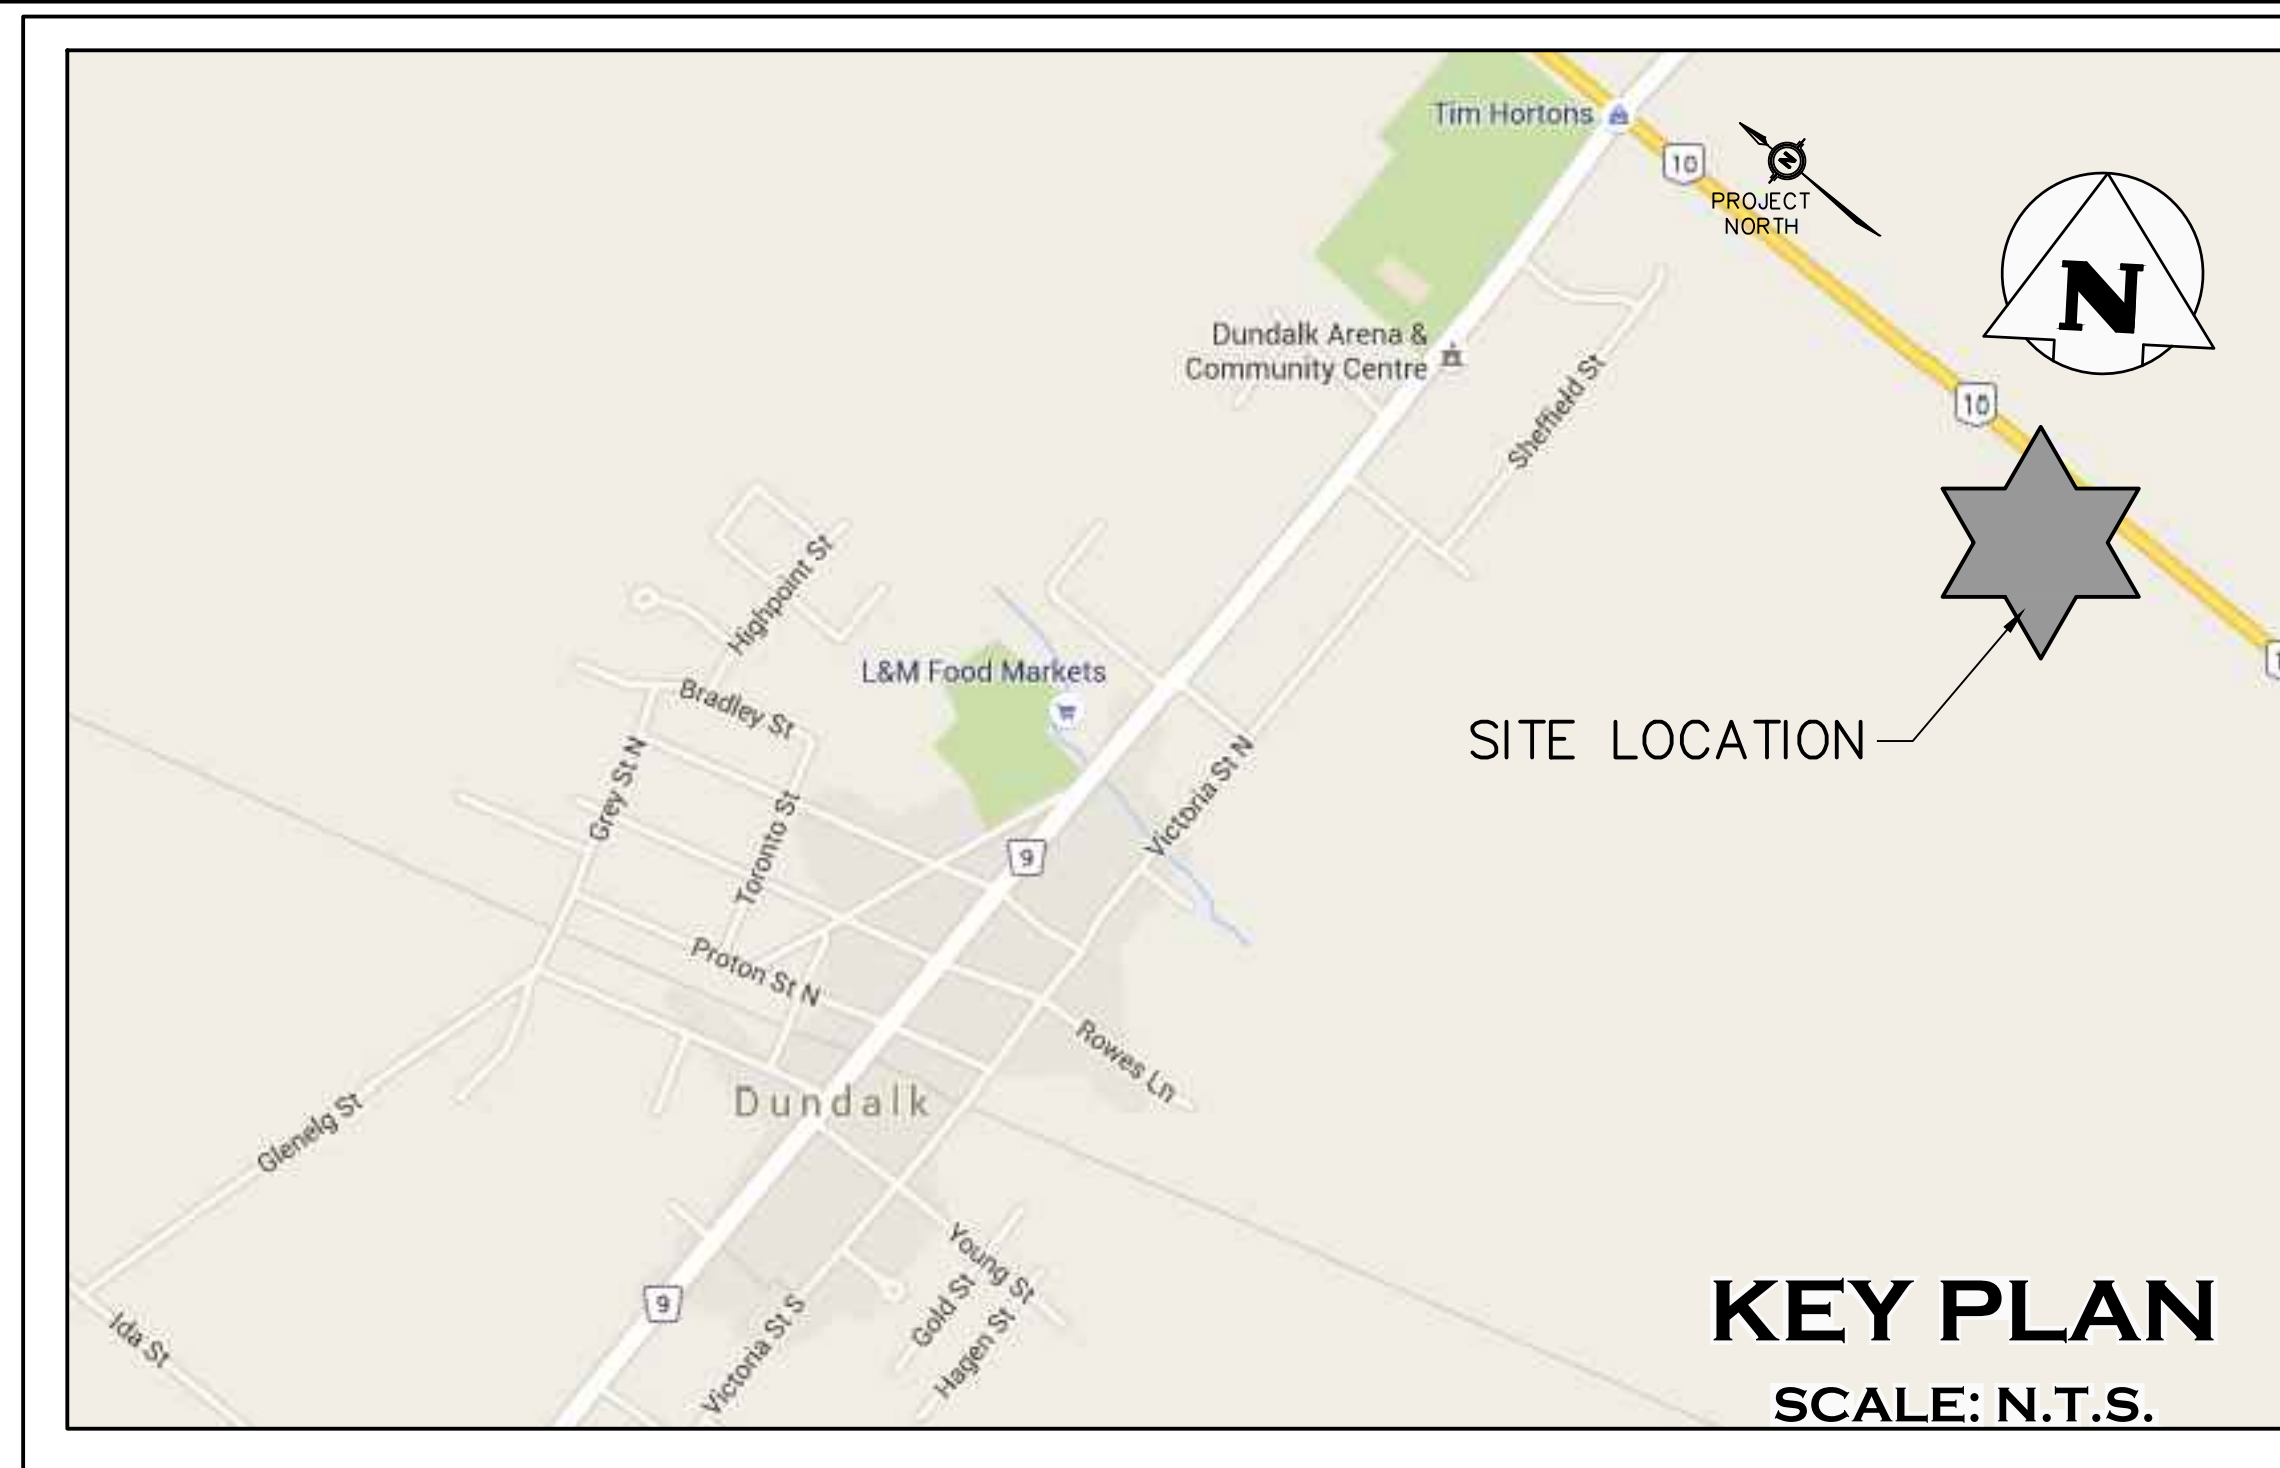 Tim Hortons
10
N
PROJECT
NORTH
N
Dundalk Arena &
Community Centre
Sheffield St
10
Highpoint St
L&M Food Markets
Bradley St
SITE LOCATION
Grey St N
Toronto St
Victoria St N
9
Proton St N
Rowes Ln
Dundalk
Glenelg St
Young St
Gold St
Hagen St
9
Victoria St S
Ida St
KEY PLAN
SCALE: N.T.S.